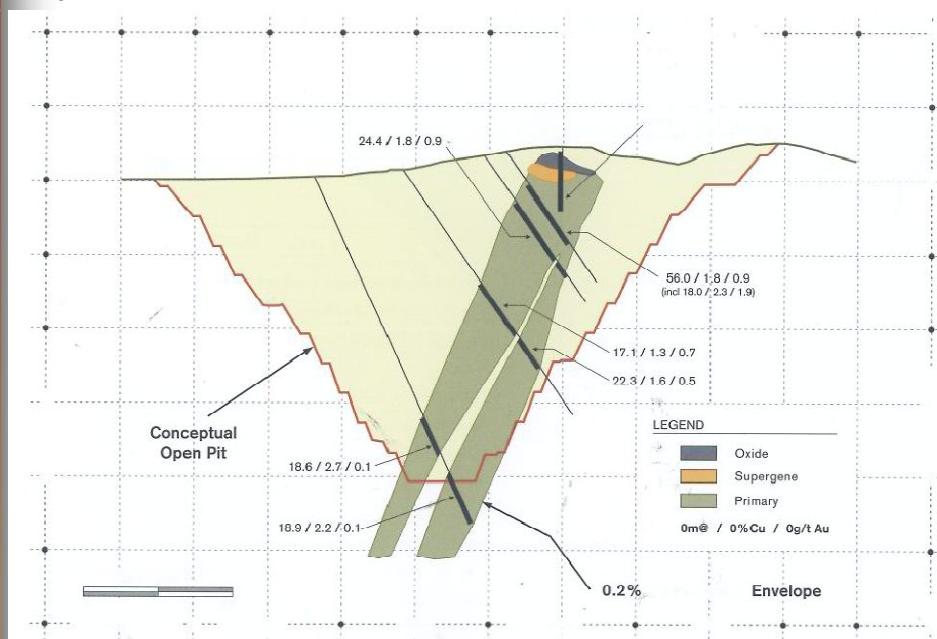 24.4 / 1.8 / 0.9
56.0 / 1.8 / 0.9
(incl 18.0 / 2.3 / 1.9)
17.1 / 1.3 / 0.7
22.3 / 1.6 / 0.5
Conceptual
Open Pit
LEGEND
Oxide
Supergene
Primary
0m@ / 0%Cu / 0g/t Au
18.6 / 2.7 / 0.1
18.9 / 2.2 / 0.1
0.2% Envelope